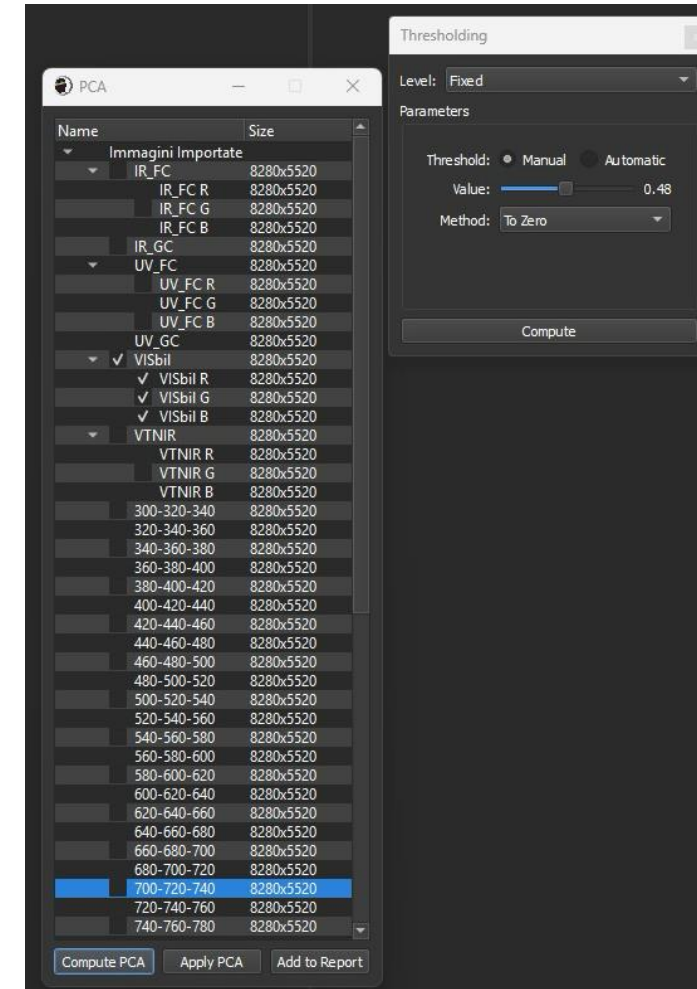 PCA
Name Size
Immagini Importate
IR_FC 8280x5520
IR_FC R 8280x5520
IR_FC G 8280x5520
IR_FC B 8280x5520
IR_GC 8280x5520
UV_FC 8280x5520
UV_FC R 8280x5520
UV_FC G 8280x5520
UV_FC B 8280x5520
UV_GC 8280x5520
VISbil 8280x5520
VISbil R 8280x5520
VISbil G 8280x5520
VISbil B 8280x5520
VTNIR 8280x5520
VTNIR R 8280x5520
VTNIR G 8280x5520
VTNIR B 8280x5520
300-320-340 8280x5520
320-340-360 8280x5520
340-360-380 8280x5520
360-380-400 8280x5520
380-400-420 8280x5520
400-420-440 8280x5520
420-440-460 8280x5520
440-460-480 8280x5520
460-480-500 8280x5520
480-500-520 8280x5520
500-520-540 8280x5520
520-540-560 8280x5520
540-560-580 8280x5520
560-580-600 8280x5520
580-600-620 8280x5520
600-620-640 8280x5520
620-640-660 8280x5520
640-660-680 8280x5520
660-680-700 8280x5520
680-700-720 8280x5520
700-720-740 8280x5520
720-740-760 8280x5520
740-760-780 8280x5520
Compute PCA Apply PCA Add to Report
Thresholding
Level: Fixed
Parameters
Threshold: Manual Automatic
Value: 0.48
Method: To Zero
Compute